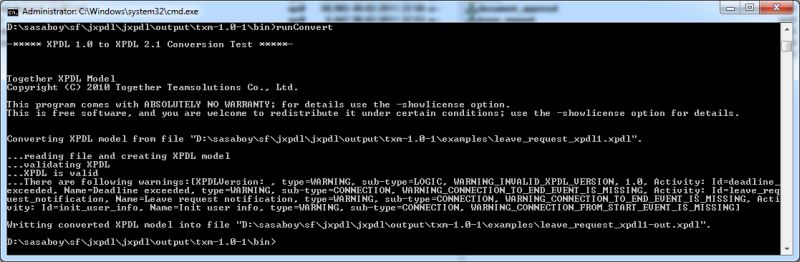 Administrator: C:\Windows\system32\cmd.exe
D:\sasaboy\sf\jxpdl\jxpdl\output\txm-1.0-1\bin>runConvert
-***** XPDL 1.0 to XPDL 2.1 Conversion Test *****-
Together XPDL Model
Copyright (C) 2010 Together Teamsolutions Co., Ltd.
This program comes with ABSOLUTELY NO WARRANTY; for details use the -showlicense option.
This is free software, and you are welcome to redistribute it under certain conditions; use the -showlicense option for details.
Converting XPDL model from file "D:\sasaboy\sf\jxpdl\jxpdl\output\txm-1.0-1\examples\leave_request_xpdl1.xpdl".
...reading file and creating XPDL model
...validating XPDL
...XPDL is valid
...There are following warnings:[XPDLVersion: , type=WARNING, sub-type=LOGIC, WARNING_INVALID_XPDL_VERSION, 1.0, Activity: Id=deadline_
exceeded, Name=Deadline exceeded, type=WARNING, sub-type=CONNECTION, WARNING_CONNECTION_TO_END_EVENT_IS_MISSING, Activity: Id=leave_req
uest_notification, Name=Leave request notification, type=WARNING, sub-type=CONNECTION, WARNING_CONNECTION_TO_END_EVENT_IS_MISSING, Acti
vity: Id=init_user_info, Name=Init user info, type=WARNING, sub-type=CONNECTION, WARNING_CONNECTION_FROM_START_EVENT_IS_MISSING]
Writting converted XPDL model into file "D:\sasaboy\sf\jxpdl\jxpdl\output\txm-1.0-1\examples\leave_request_xpdl1-out.xpdl".
D:\sasaboy\sf\jxpdl\jxpdl\output\txm-1.0-1\bin>